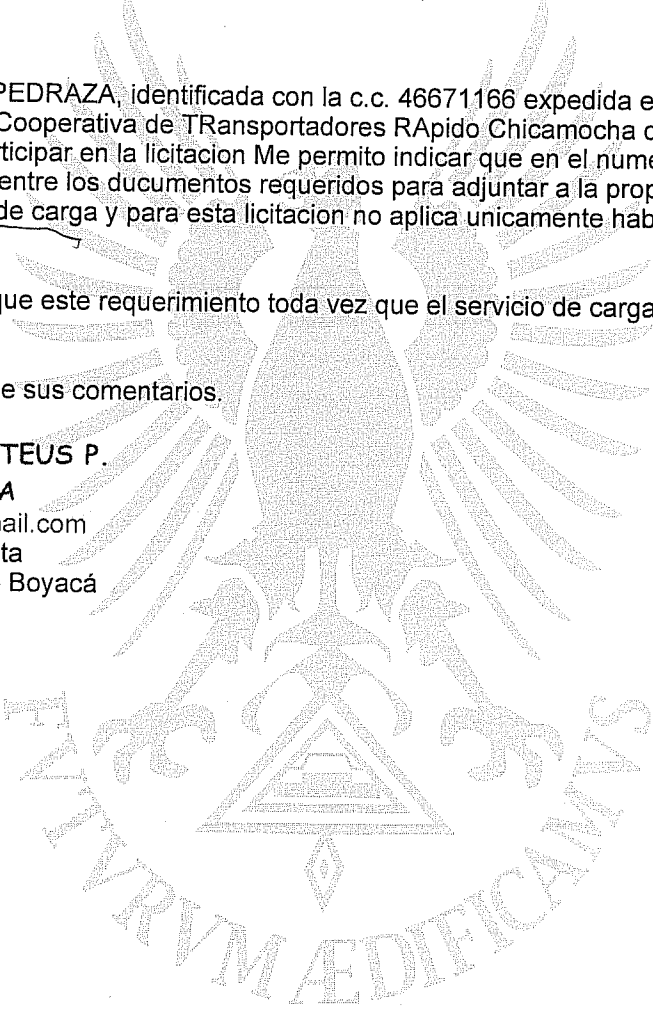 PEDRAZA, identificada con la c.c. 46671166 expedida e
Cooperativa de TRansportadores RApido Chicamocha
ticipar en la licitacion Me permito indicar que en el nume
entre los ducumentos requeridos para adjuntar a la prop
de carga y para esta licitacion no aplica unicamente hab
que este requerimiento toda vez que el servicio de carga
e sus comentarios.
TEUS P.
A
ail.com
ta
Boyacá
FVTVRVM ÆDIFICAMVS